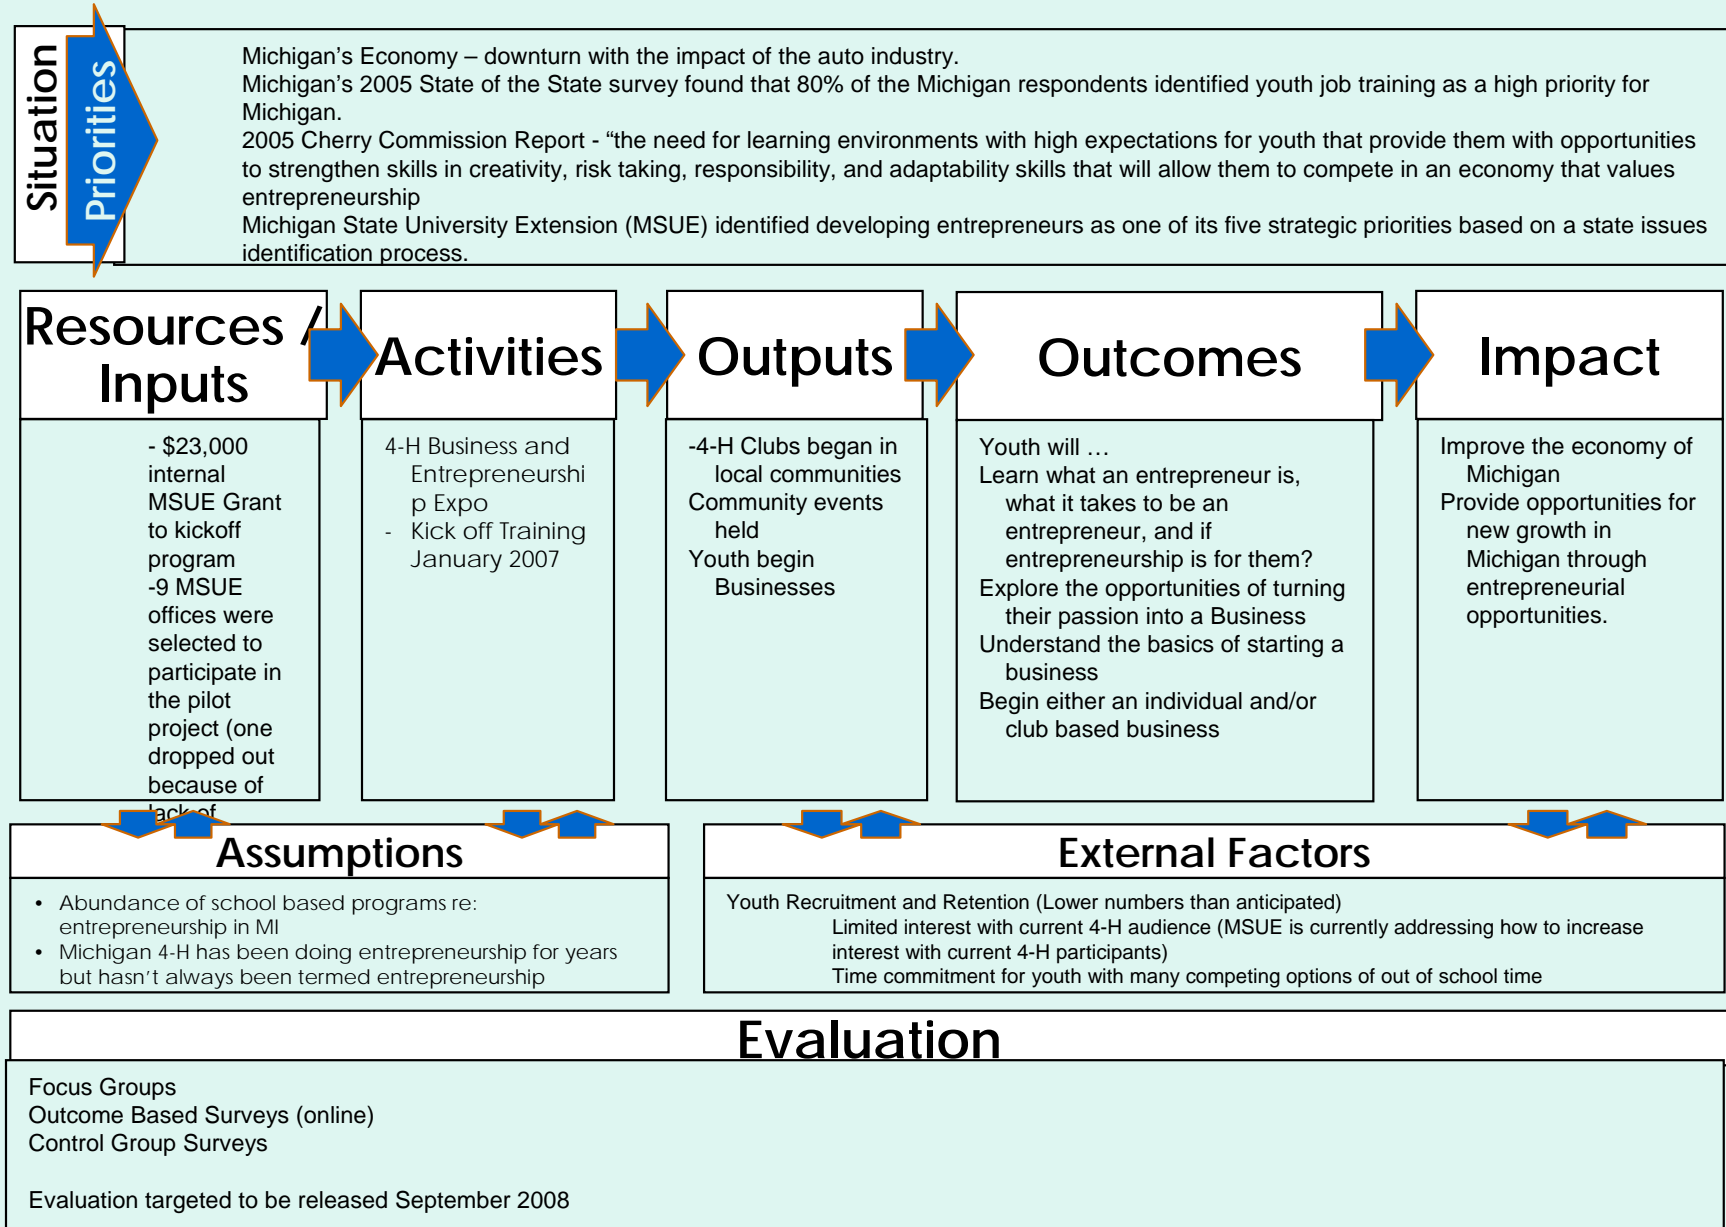 Situation
Priorities
Michigan’s Economy – downturn with the impact of the auto industry.
Michigan’s 2005 State of the State survey found that 80% of the Michigan respondents identified youth job training as a high priority for
Michigan.
2005 Cherry Commission Report - “the need for learning environments with high expectations for youth that provide them with opportunities
to strengthen skills in creativity, risk taking, responsibility, and adaptability skills that will allow them to compete in an economy that values
entrepreneurship
Michigan State University Extension (MSUE) identified developing entrepreneurs as one of its five strategic priorities based on a state issues
identification process.
Resources /
Inputs
- $23,000
internal
MSUE Grant
to kickoff
program
-9 MSUE
offices were
selected to
participate in
the pilot
project (one
dropped out
because of
lack of
Activities
4-H Business and
Entrepreneurshi
p Expo
- Kick off Training
January 2007
Outputs
-4-H Clubs began in
local communities
Community events
held
Youth begin
Businesses
Outcomes
Youth will …
Learn what an entrepreneur is,
what it takes to be an
entrepreneur, and if
entrepreneurship is for them?
Explore the opportunities of turning
their passion into a Business
Understand the basics of starting a
business
Begin either an individual and/or
club based business
Impact
Improve the economy of
Michigan
Provide opportunities for
new growth in
Michigan through
entrepreneurial
opportunities.
Assumptions
• Abundance of school based programs re:
entrepreneurship in MI
• Michigan 4-H has been doing entrepreneurship for years
but hasn’t always been termed entrepreneurship
External Factors
Youth Recruitment and Retention (Lower numbers than anticipated)
Limited interest with current 4-H audience (MSUE is currently addressing how to increase
interest with current 4-H participants)
Time commitment for youth with many competing options of out of school time
Evaluation
Focus Groups
Outcome Based Surveys (online)
Control Group Surveys
Evaluation targeted to be released September 2008